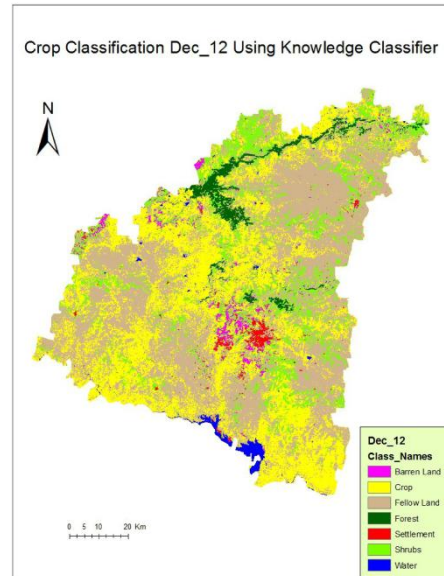 Crop Classification Dec_12 Using Knowledge Classifier
N
Dec_12
Class_Names
Barren Land
Crop
Fellow Land
Forest
Settlement
Shrubs
Water
0 5 10 20 Km